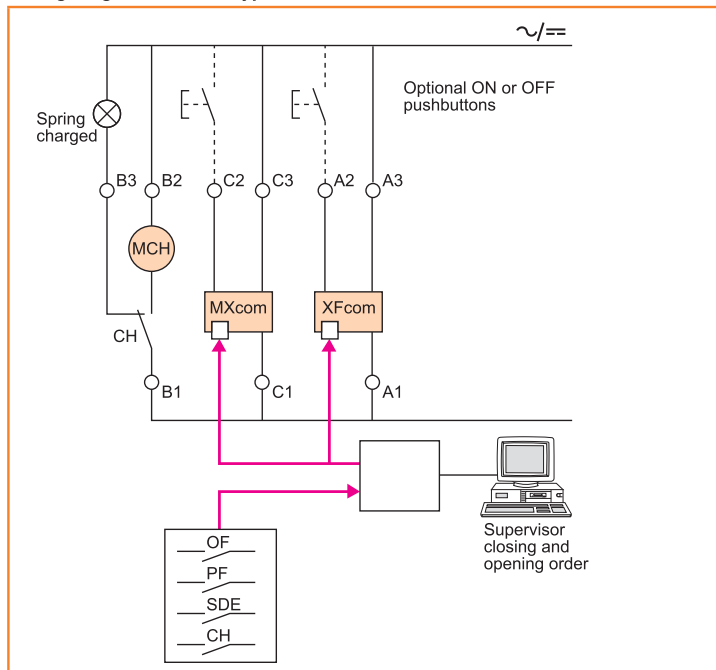 ∼/⎓
Optional ON or OFF
pushbuttons
Spring
charged
B3
B2
C2
C3
A2
A3
MCH
MXcom
XFcom
CH
B1
C1
A1
OF
PF
SDE
CH
Supervisor
closing and
opening order